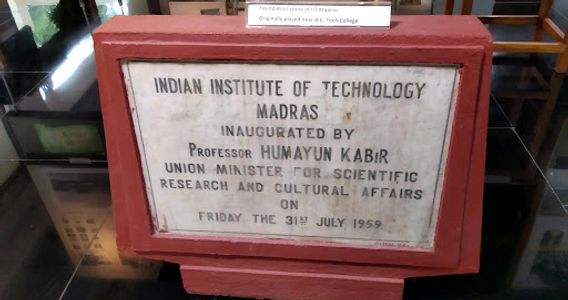 Foundation stone of IIT Madras
Originally placed near A.C. Tech College
INDIAN INSTITUTE OF TECHNOLOGY
MADRAS
INAUGURATED BY
PROFESSOR HUMAYUN KABIR
UNION MINISTER FOR SCIENTIFIC
RESEARCH AND CULTURAL AFFAIRS
ON
FRIDAY THE 31ST JULY 1959